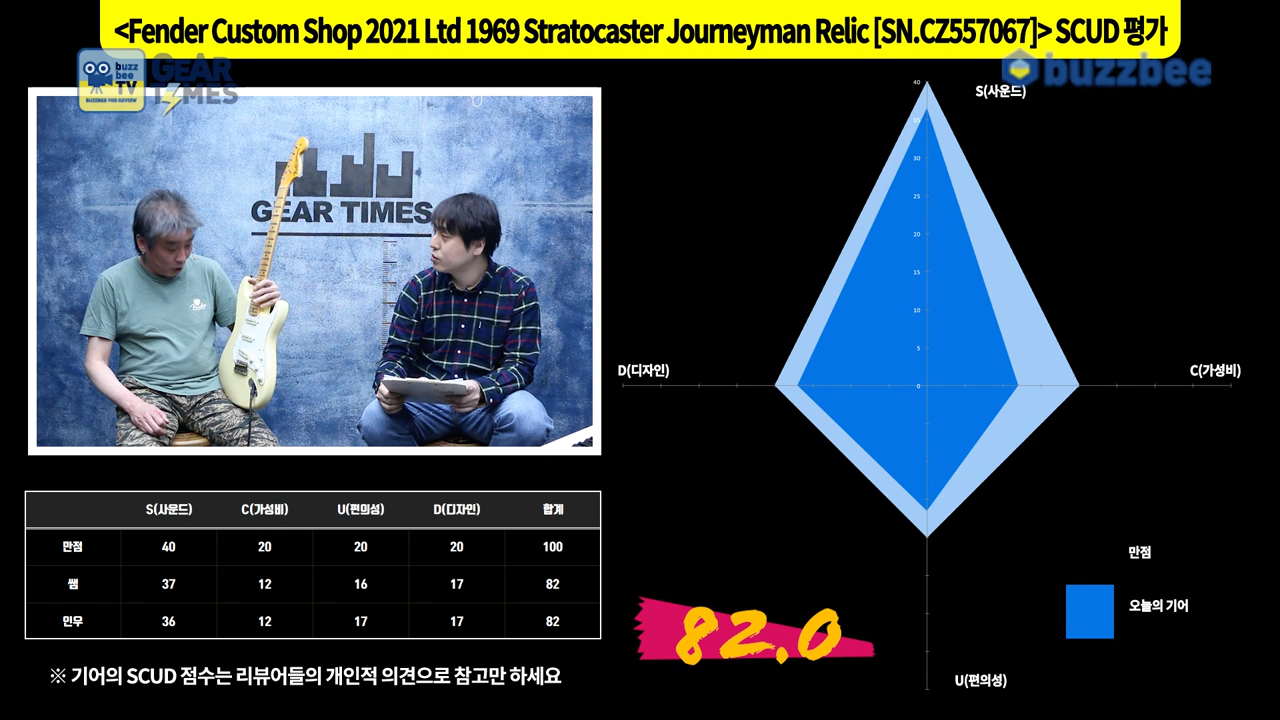 <Fender Custom Shop 2021 Ltd 1969 Stratocaster Journeyman Relic [SN.CZ557067]> SCUD 평가
buzz
bee
TV
BUZZBEE VOD REVIEW
GEAR
TIMES
buzzbee
GEAR TIMES
S(사운드)
40
35
30
25
20
15
10
5
0
D(디자인)
C(가성비)
U(편의성)
만점
오늘의 기어
S(사운드) C(가성비) U(편의성) D(디자인) 합계
만점 40 20 20 20 100
쌤 37 12 16 17 82
민우 36 12 17 17 82
82.0
※ 기어의 SCUD 점수는 리뷰어들의 개인적 의견으로 참고만 하세요